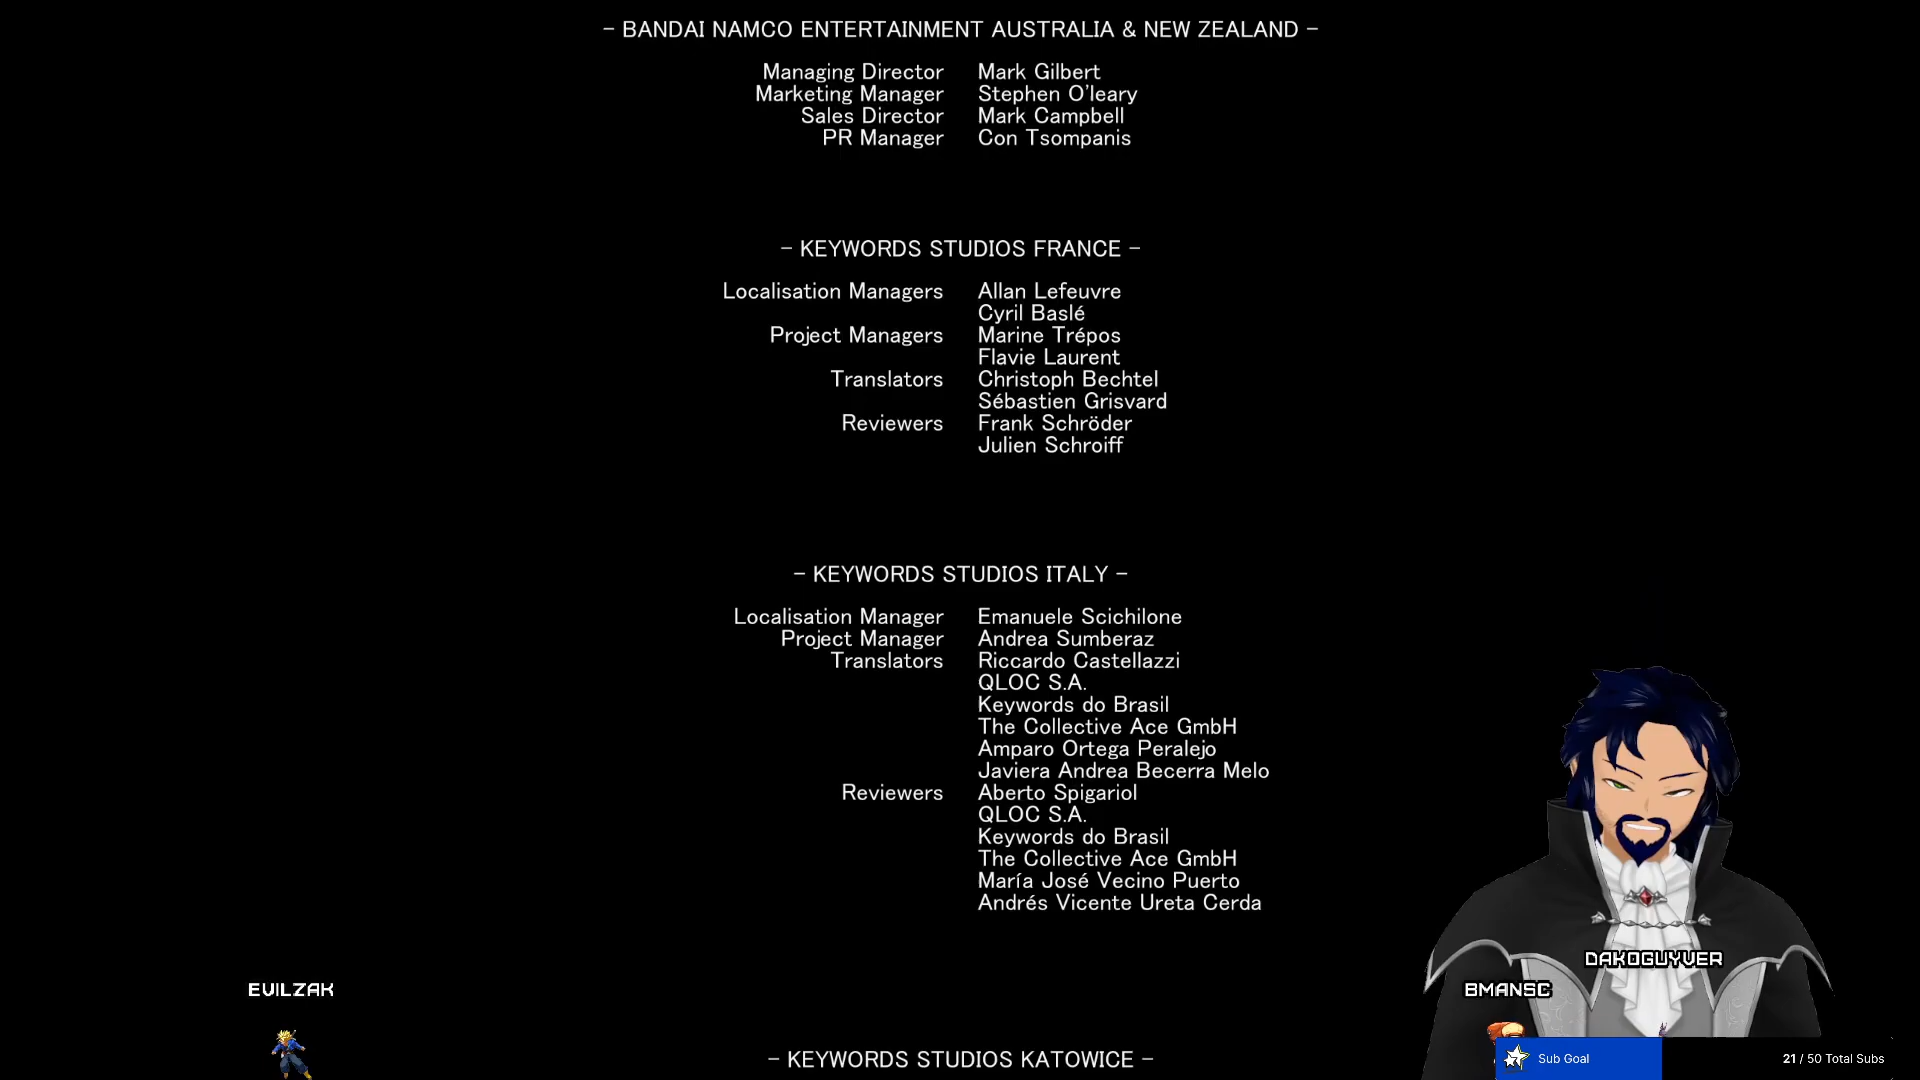 – BANDAI NAMCO ENTERTAINMENT AUSTRALIA & NEW ZEALAND –
Managing Director Mark Gilbert
Marketing Manager Stephen O'leary
Sales Director Mark Campbell
PR Manager Con Tsompanis
– KEYWORDS STUDIOS FRANCE –
Localisation Managers Allan Lefeuvre
Cyril Baslé
Project Managers Marine Trépos
Flavie Laurent
Translators Christoph Bechtel
Sébastien Grisvard
Reviewers Frank Schröder
Julien Schroiff
– KEYWORDS STUDIOS ITALY –
Localisation Manager Emanuele Scichilone
Project Manager Andrea Sumberaz
Translators Riccardo Castellazzi
QLOC S.A.
Keywords do Brasil
The Collective Ace GmbH
Amparo Ortega Peralejo
Javiera Andrea Becerra Melo
Reviewers Aberto Spigariol
QLOC S.A.
Keywords do Brasil
The Collective Ace GmbH
María José Vecino Puerto
Andrés Vicente Ureta Cerda
DAKOGUYVER
EVILZAK
BMANSC
– KEYWORDS STUDIOS KATOWICE –
Sub Goal 21 / 50 Total Subs